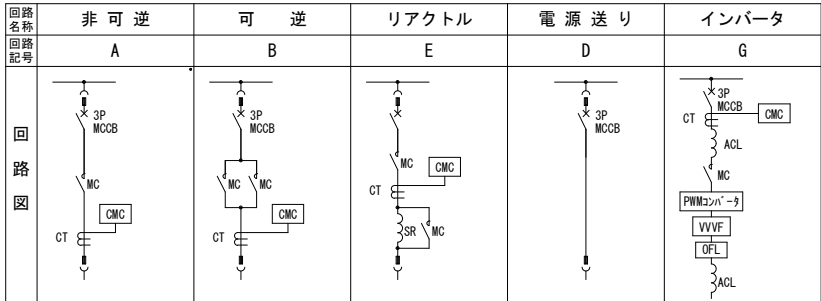 回路名称 非可逆 可逆 リアクトル 電源送り インバータ
回路記号 A B E D G
回路図
3P
MCCB
MC
CMC
CT
3P
MCCB
MC MC
CMC
CT
MC
CMC
CT
SR MC
3P
MCCB
3P
MCCB
CMC
CT
ACL
MC
PWMコンバータ
VVVF
OFL
ACL